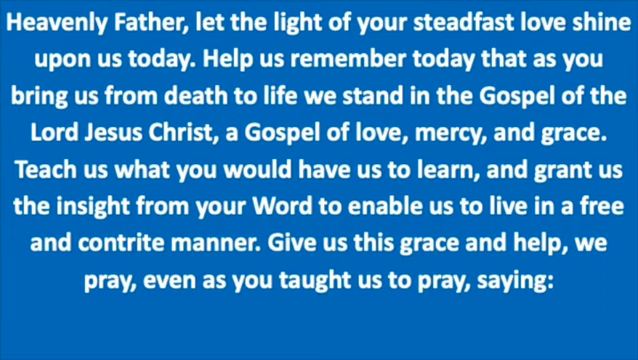 Heavenly Father, let the light of your steadfast love shine
upon us today. Help us remember today that as you
bring us from death to life we stand in the Gospel of the
Lord Jesus Christ, a Gospel of love, mercy, and grace.
Teach us what you would have us to learn, and grant us
the insight from your Word to enable us to live in a free
and contrite manner. Give us this grace and help, we
pray, even as you taught us to pray, saying: